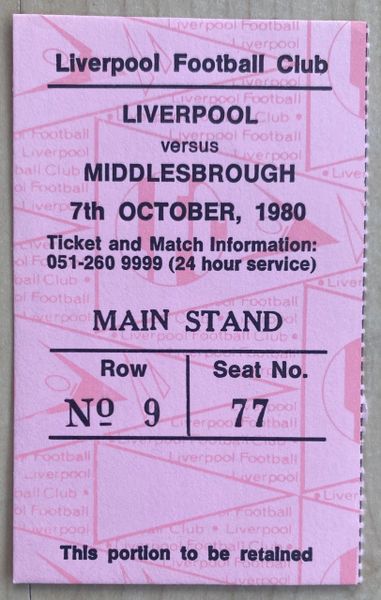 Liverpool Football Club
LIVERPOOL
versus
MIDDLESBROUGH
7th OCTOBER, 1980
Ticket and Match Information:
051-260 9999 (24 hour service)
MAIN STAND
Row
Seat No.
Nº 9
77
This portion to be retained